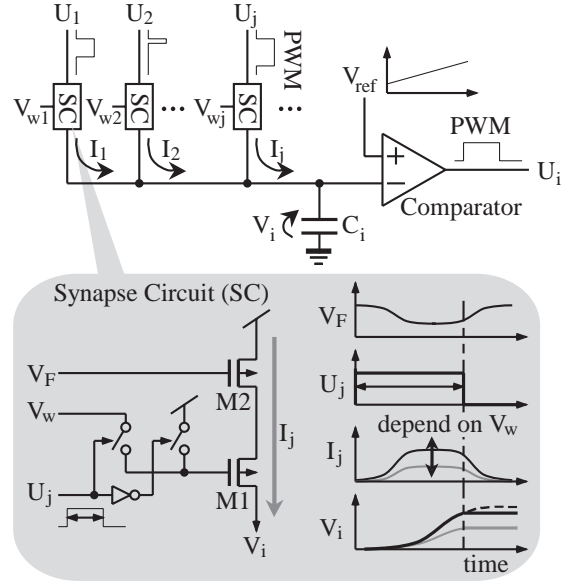 U1 U2 Uj
PWM
SC SC SC
Vw1 Vw2 ... Vwj ...
I1 I2 Ij
Vref
PWM
+
−
Ui
Comparator
Vi Ci
Synapse Circuit (SC)
VF
M2
Vw
Ij
Uj
M1
Vi
VF
Uj
depend on Vw
Ij
Vi
time